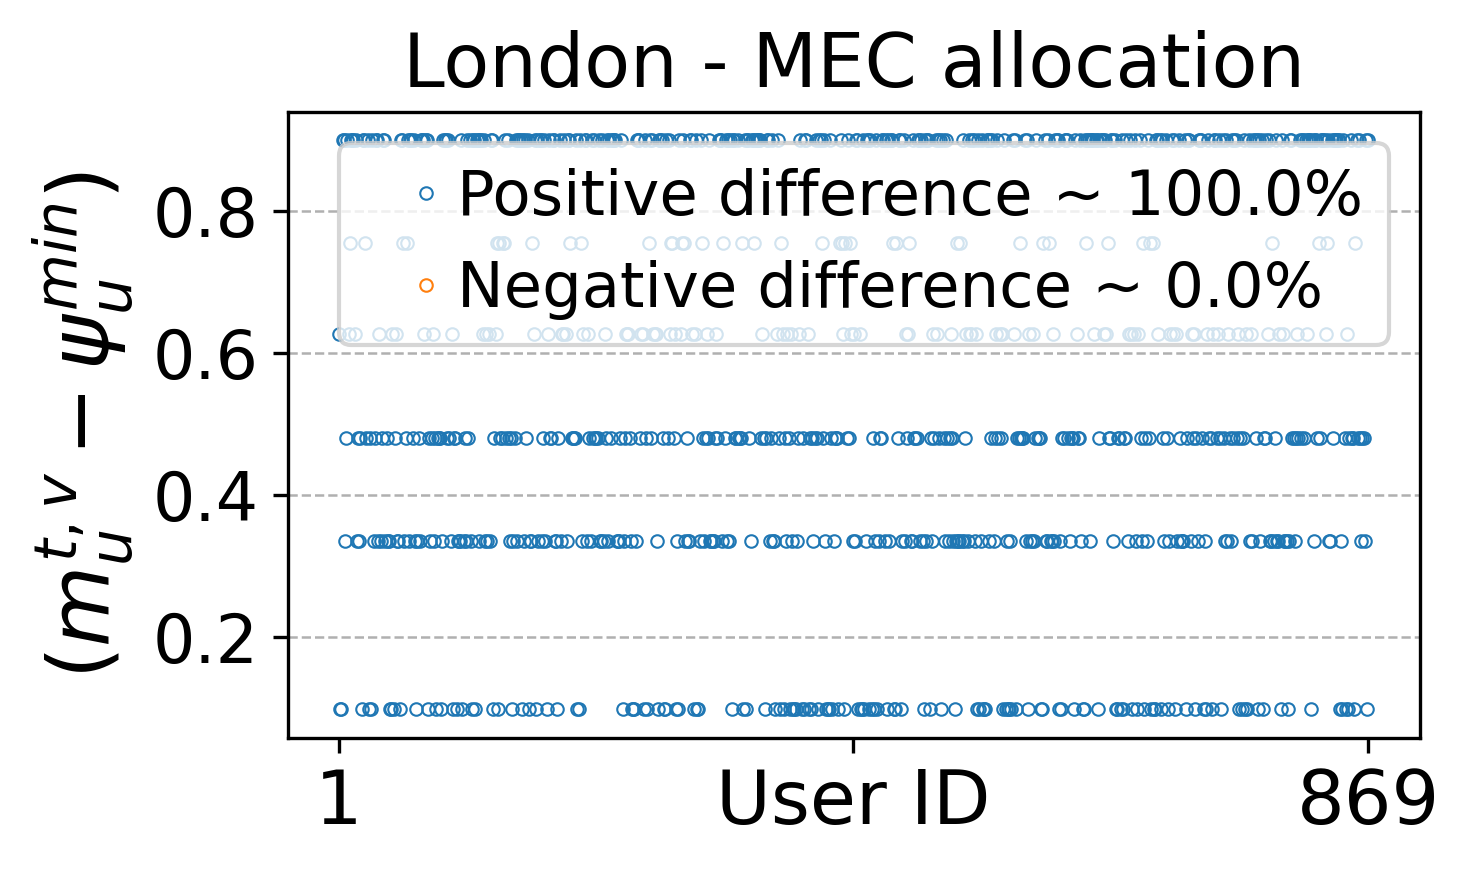 London - MEC allocation
(m_u^{t, v} − ψ_u^{min})
0.8
0.6
0.4
0.2
Positive difference ~ 100.0%
Negative difference ~ 0.0%
1
User ID
869